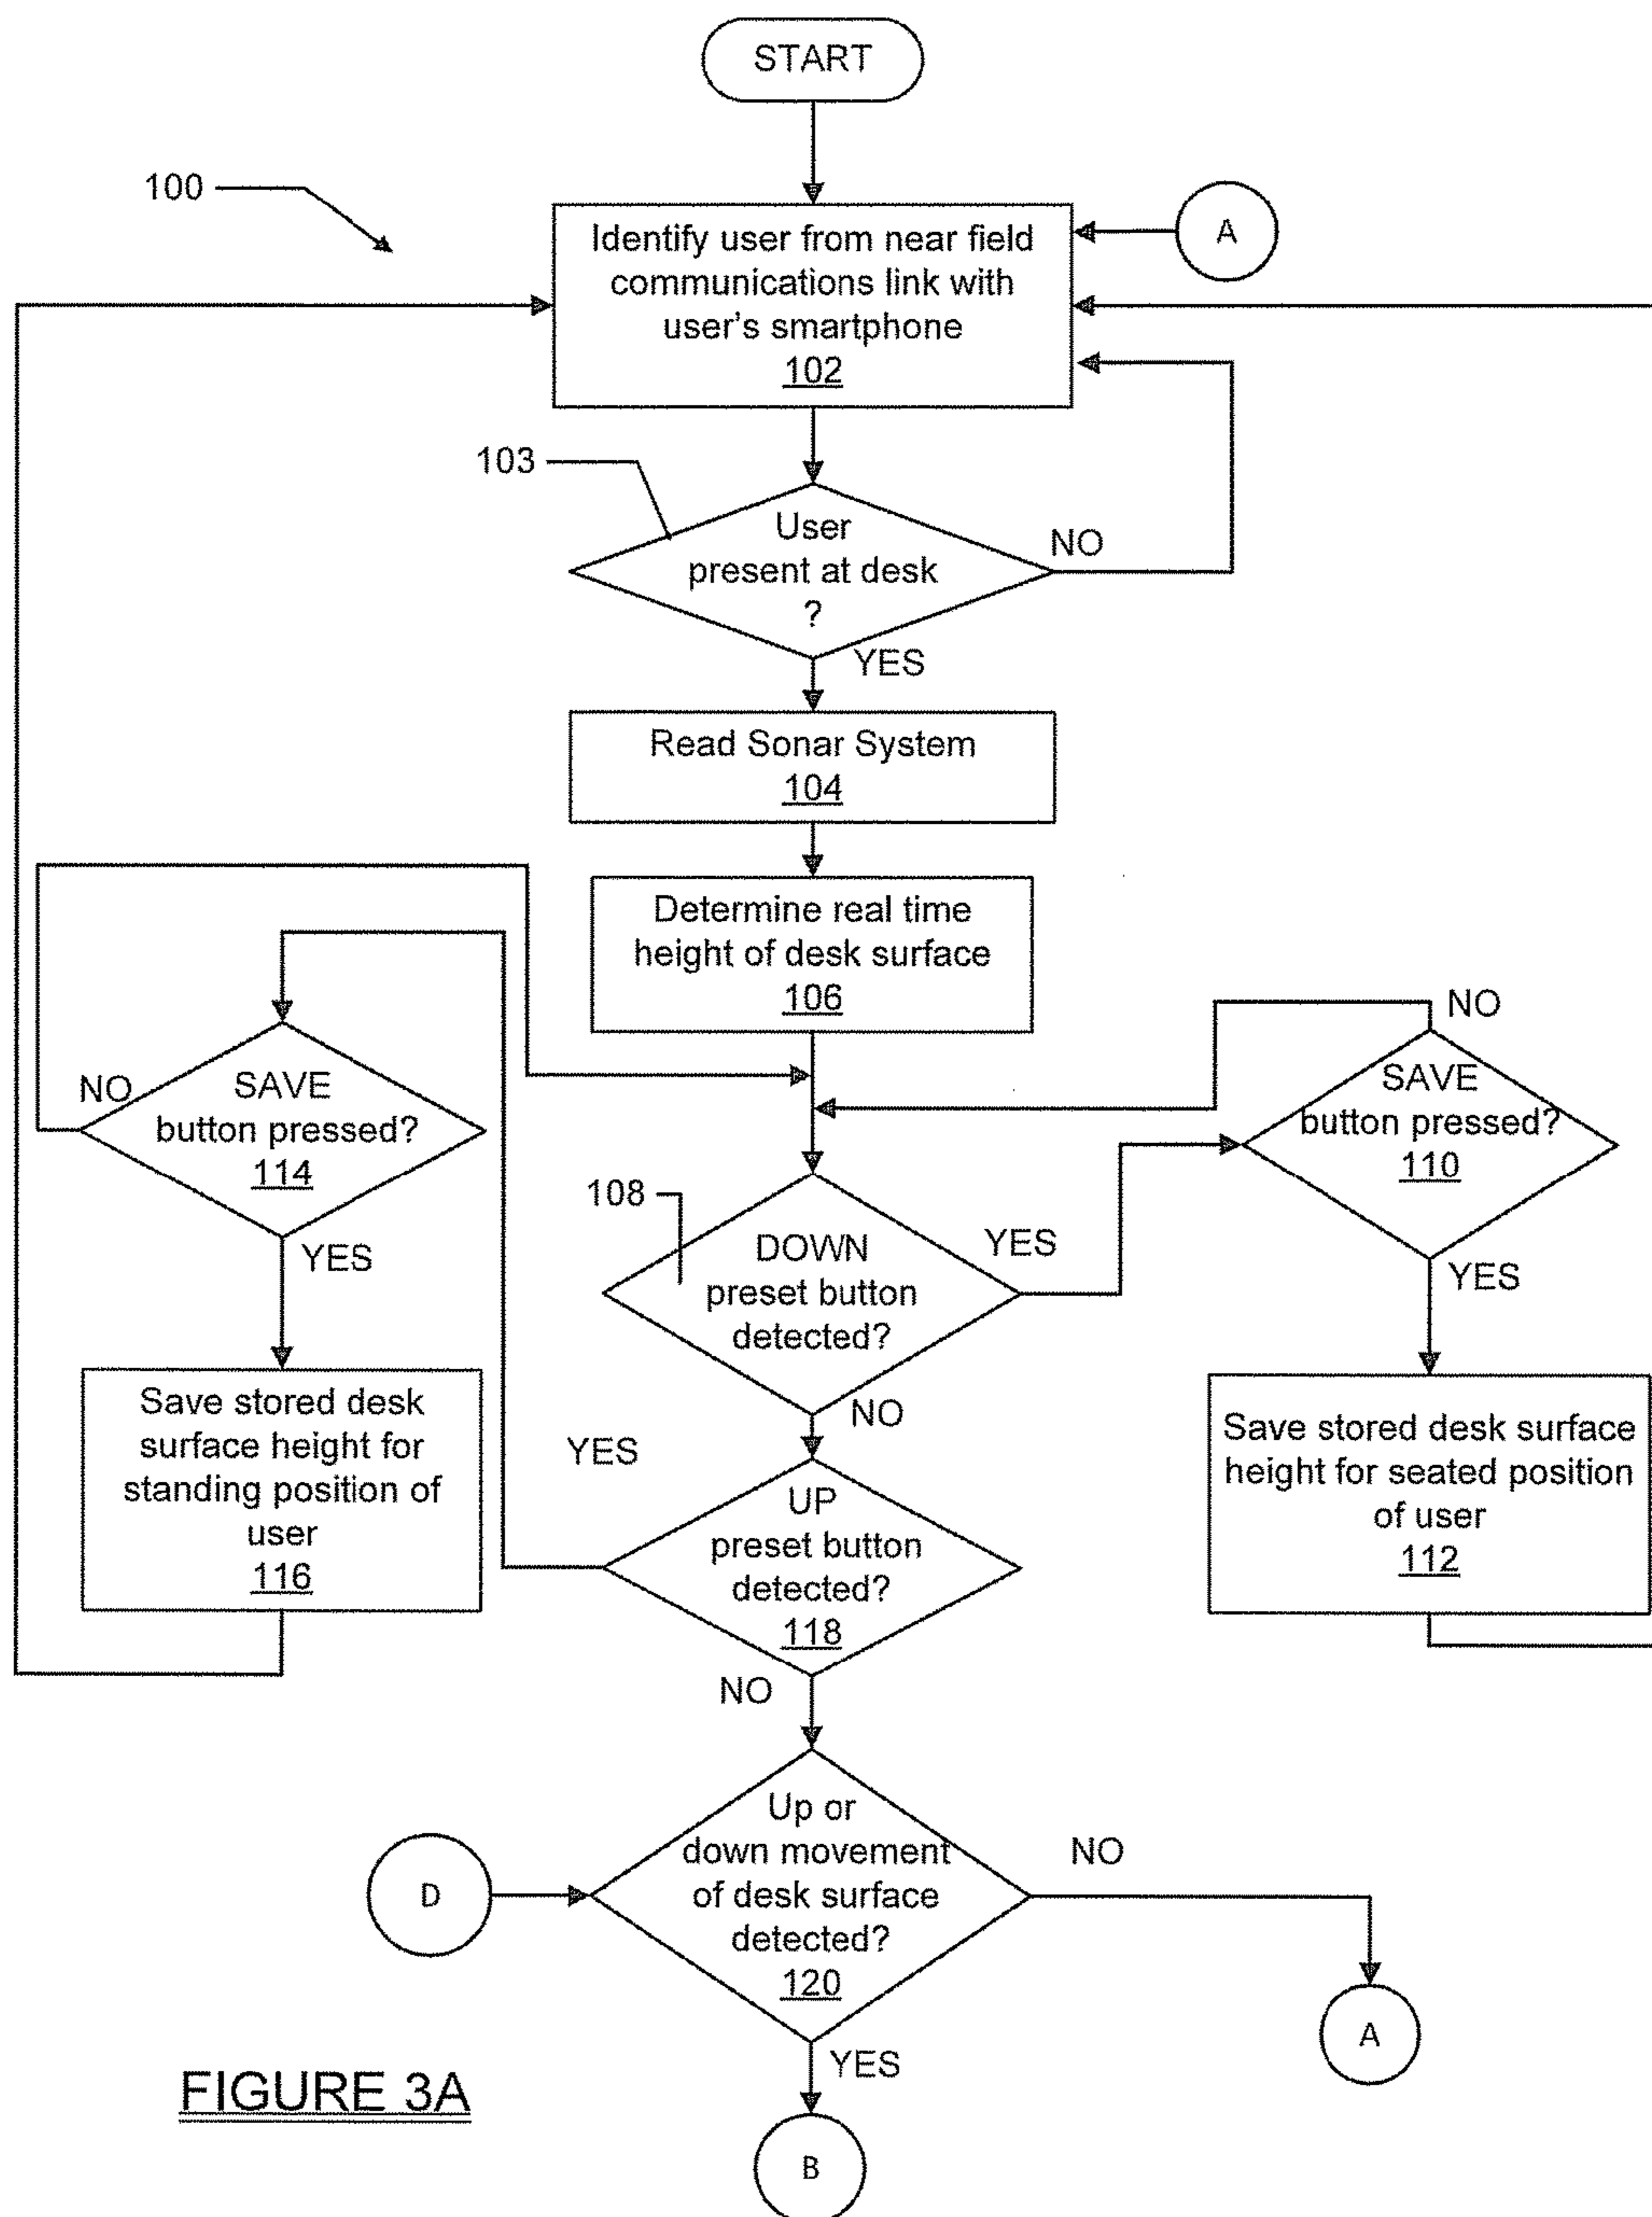 START
100
A
Identify user from near field
communications link with
user's smartphone
102
103
User
present at desk
?
NO
YES
Read Sonar System
104
Determine real time
height of desk surface
106
NO
SAVE
button pressed?
114
YES
NO
SAVE
button pressed?
110
YES
108
DOWN
preset button
detected?
YES
NO
Save stored desk
surface height for
standing position of
user
116
Save stored desk surface
height for seated position
of user
112
YES
UP
preset button
detected?
118
NO
D
Up or
down movement
of desk surface
detected?
120
NO
A
YES
B
FIGURE 3A